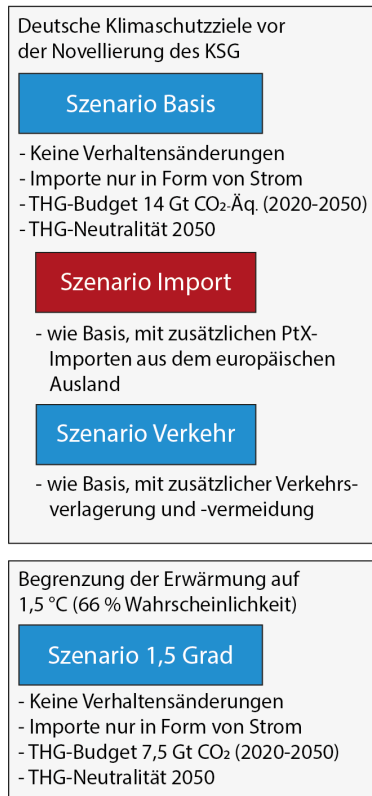 Deutsche Klimaschutzziele vor
der Novellierung des KSG
Szenario Basis
- Keine Verhaltensänderungen
- Importe nur in Form von Strom
- THG-Budget 14 Gt CO₂-Äq. (2020-2050)
- THG-Neutralität 2050
Szenario Import
- wie Basis, mit zusätzlichen PtX-
Importen aus dem europäischen
Ausland
Szenario Verkehr
- wie Basis, mit zusätzlicher Verkehrs-
verlagerung und -vermeidung
Begrenzung der Erwärmung auf
1,5 °C (66 % Wahrscheinlichkeit)
Szenario 1,5 Grad
- Keine Verhaltensänderungen
- Importe nur in Form von Strom
- THG-Budget 7,5 Gt CO₂ (2020-2050)
- THG-Neutralität 2050